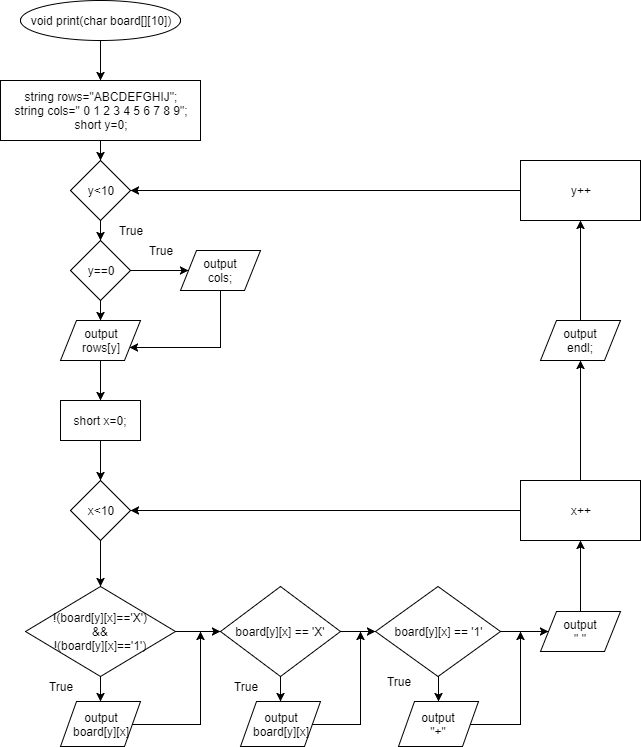 void print(char board[][10])
string rows="ABCDEFGHIJ";
string cols=" 0 1 2 3 4 5 6 7 8 9";
short y=0;
y<10
y++
True
True
y==0
output
cols;
output
rows[y]
output
endl;
short x=0;
x<10
x++
!(board[y][x]=='X')
&&
!(board[y][x]=='1')
board[y][x] == 'X'
board[y][x] == '1'
output
" "
True
True
True
output
board[y][x]
output
board[y][x]
output
"+"